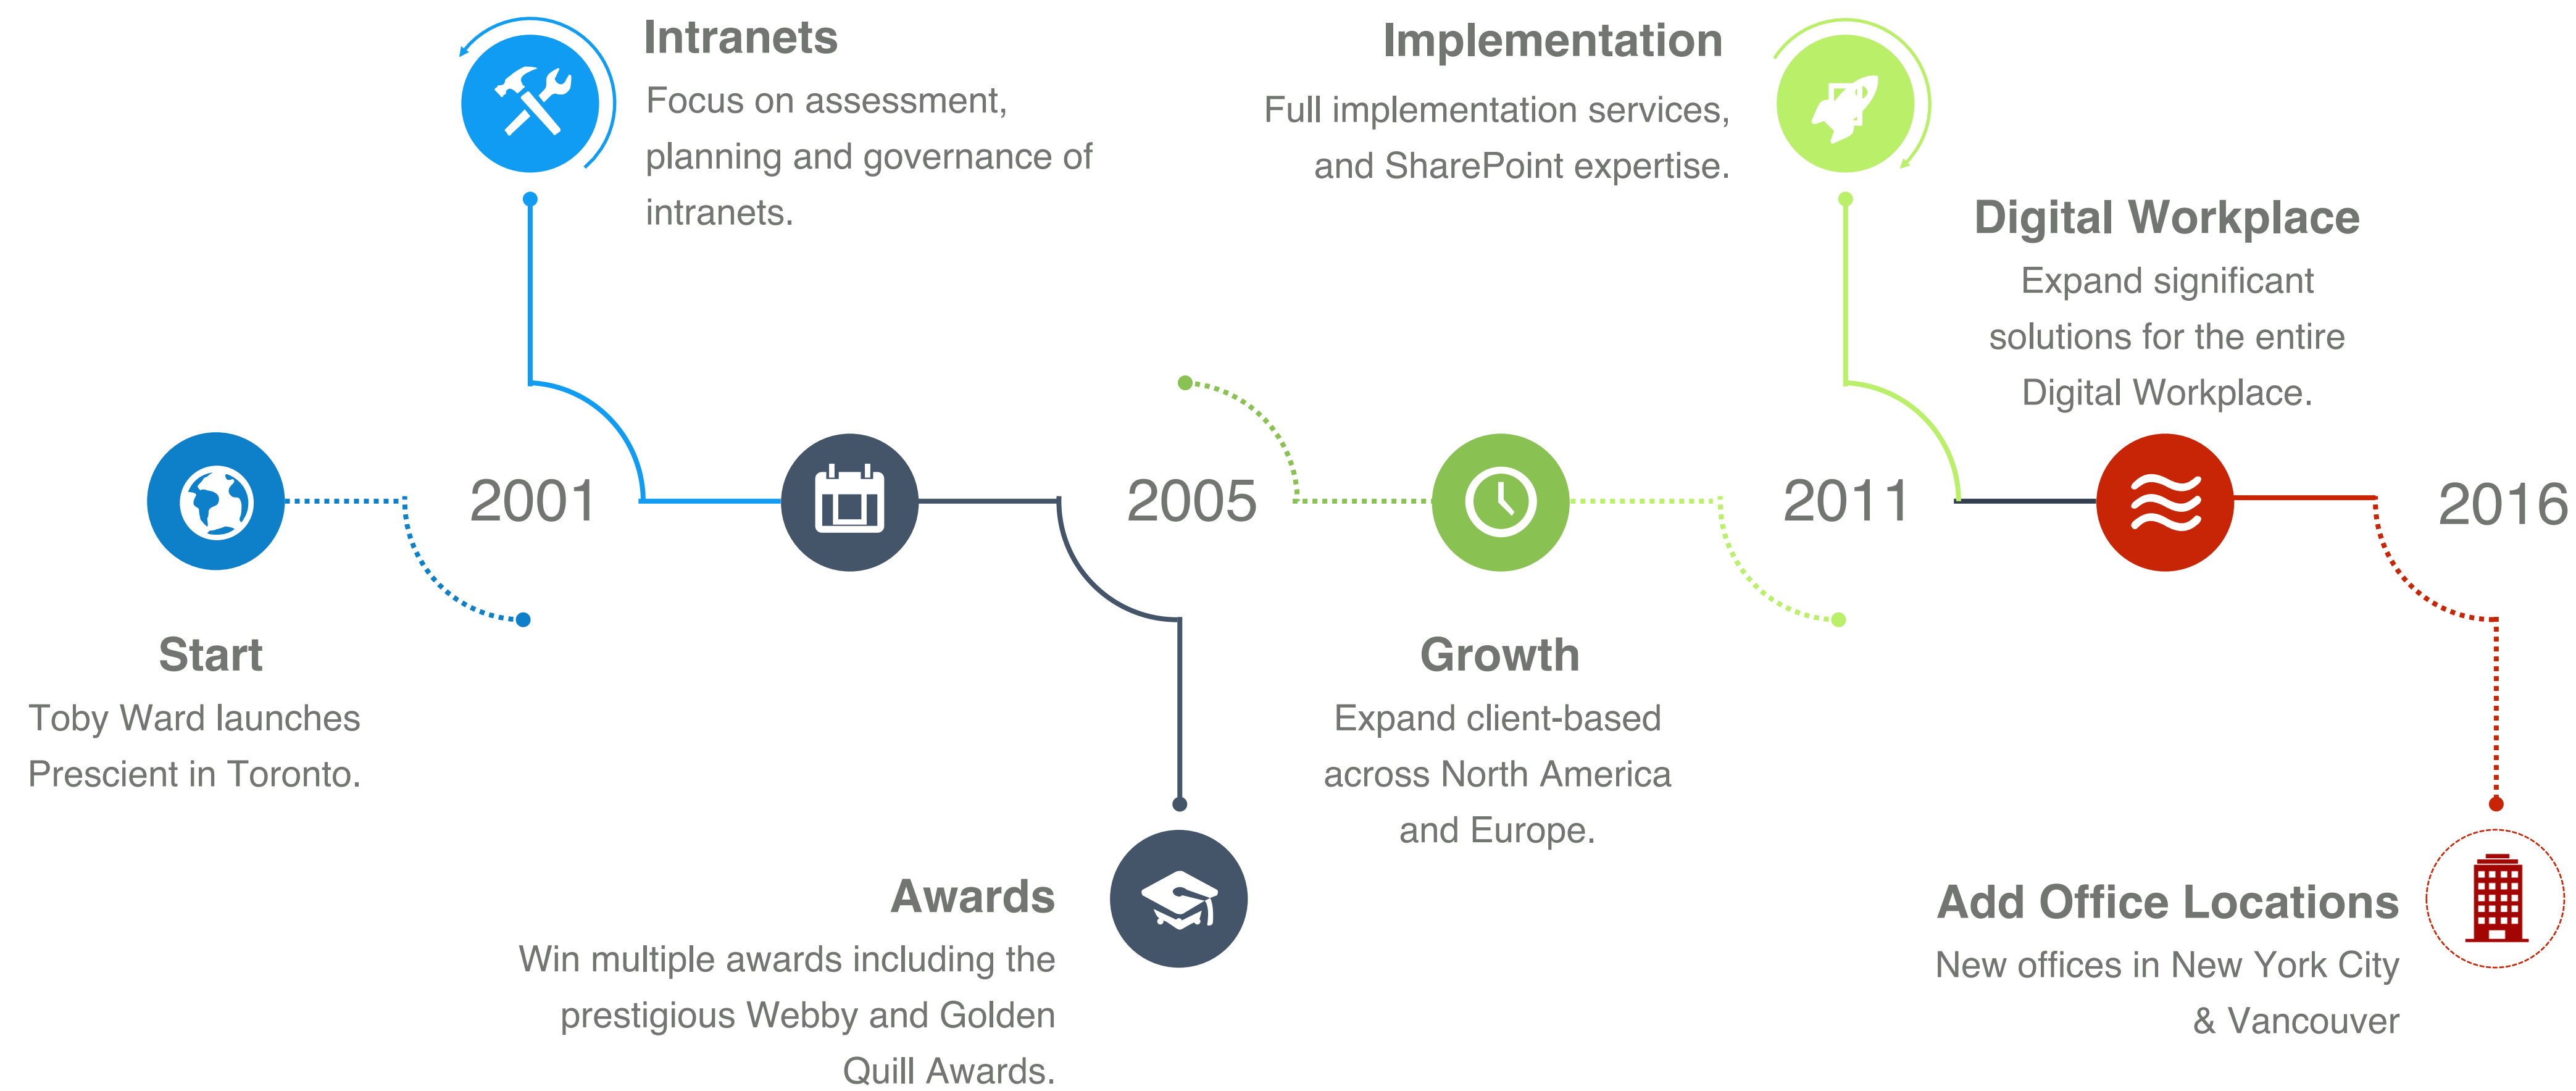 Intranets
Focus on assessment,
planning and governance of
intranets.
Implementation
Full implementation services,
and SharePoint expertise.
Digital Workplace
Expand significant
solutions for the entire
Digital Workplace.
2001
2005
2011
2016
Start
Toby Ward launches
Prescient in Toronto.
Growth
Expand client-based
across North America
and Europe.
Awards
Win multiple awards including the
prestigious Webby and Golden
Quill Awards.
Add Office Locations
New offices in New York City
& Vancouver